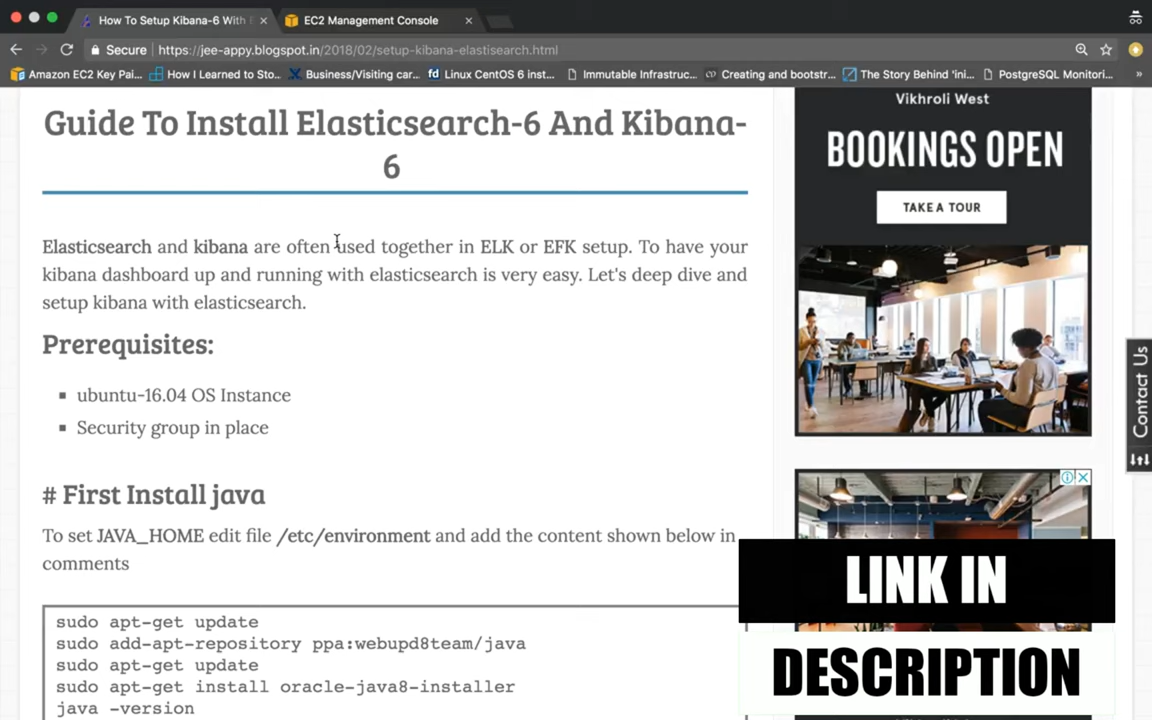 How To Setup Kibana-6 With
EC2 Management Console
Secure https://jee-appy.blogspot.in/2018/02/setup-kibana-elastisearch.html
Amazon EC2 Key Pai...
How I Learned to Sto...
Business/Visiting car...
Linux CentOS 6 inst...
Immutable Infrastruc...
Creating and bootstr...
The Story Behind 'ini...
PostgreSQL Monitori...
»
Guide To Install Elasticsearch-6 And Kibana-
6
Elasticsearch and kibana are often used together in ELK or EFK setup. To have your
kibana dashboard up and running with elasticsearch is very easy. Let's deep dive and
setup kibana with elasticsearch.
Prerequisites:
ubuntu-16.04 OS Instance
Security group in place
# First Install java
To set JAVA_HOME edit file /etc/environment and add the content shown below in
comments
sudo apt-get update
sudo add-apt-repository ppa:webupd8team/java
sudo apt-get update
sudo apt-get install oracle-java8-installer
java -version
Vikhroli West
BOOKINGS OPEN
TAKE A TOUR
Contact Us
LINK IN
DESCRIPTION